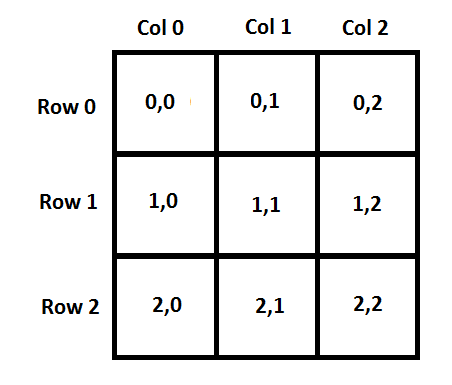 Col 0 Col 1 Col 2
Row 0 0,0 0,1 0,2
Row 1 1,0 1,1 1,2
Row 2 2,0 2,1 2,2